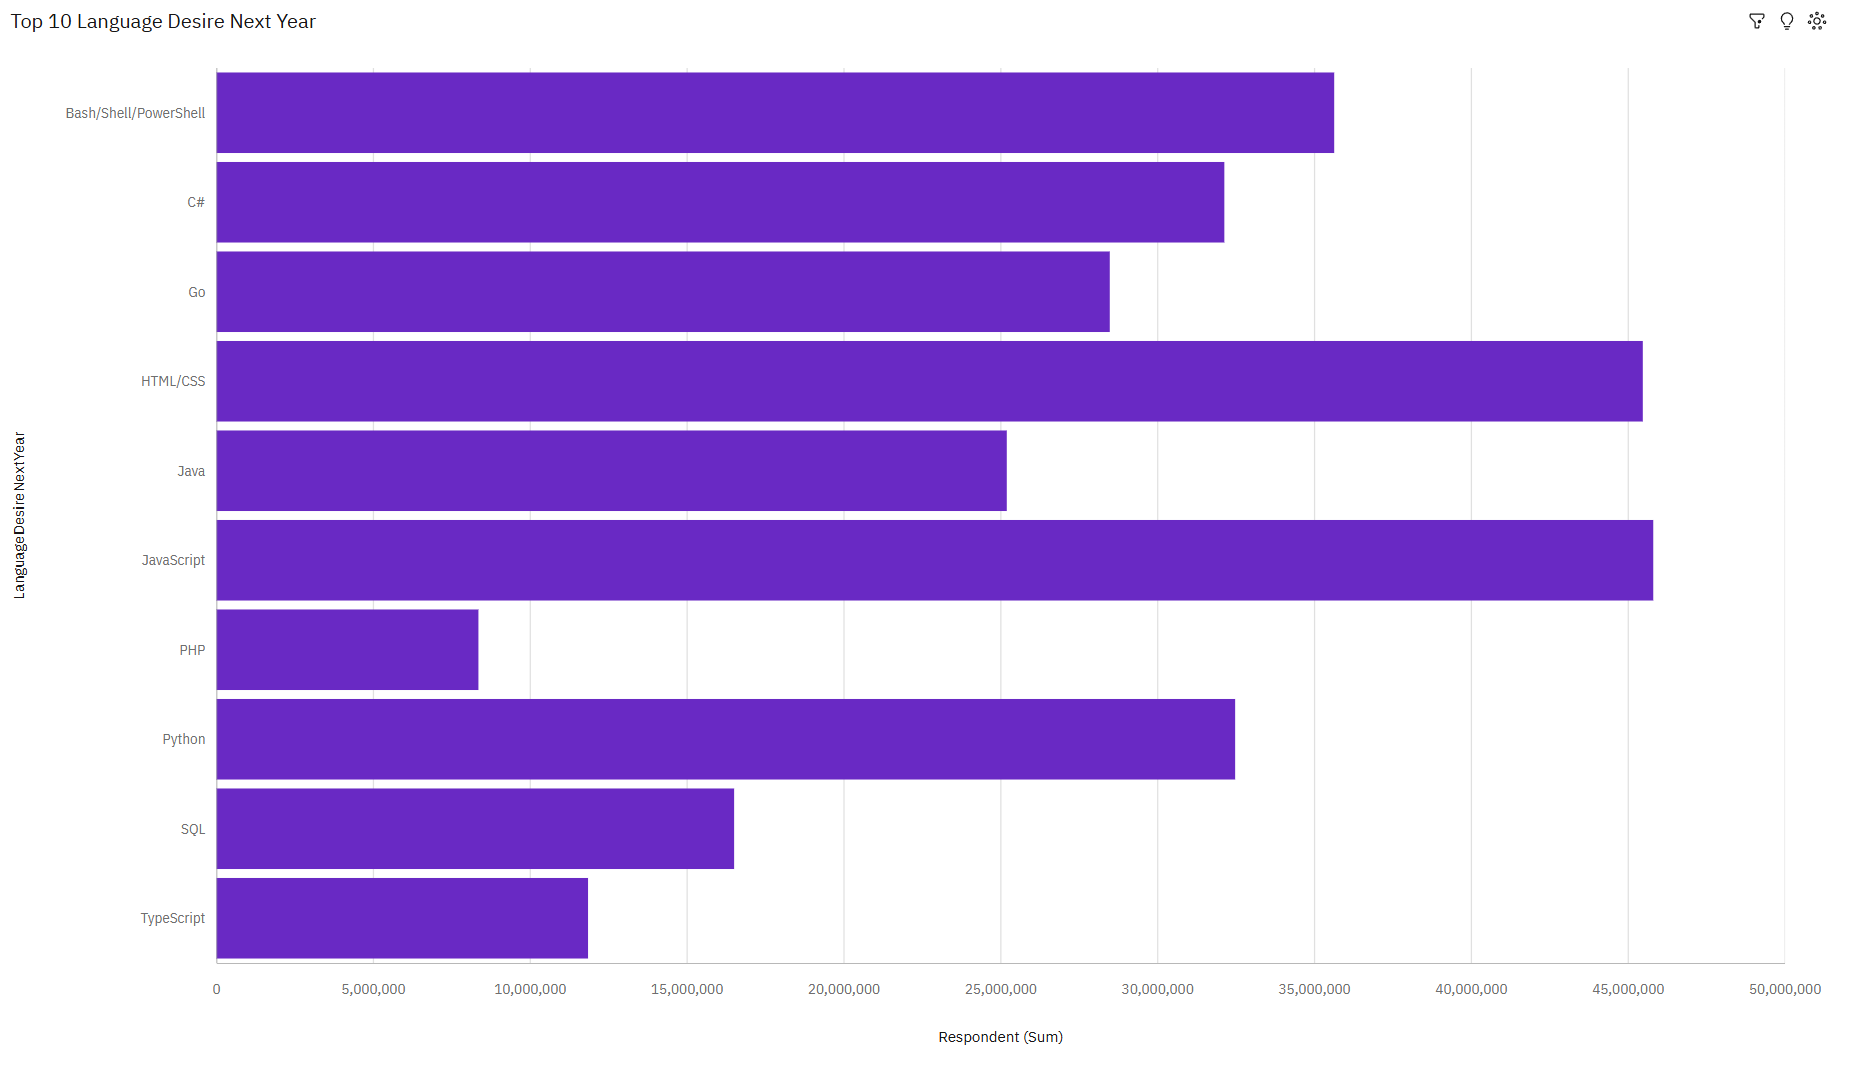 Top 10 Language Desire Next Year
LanguageDesireNextYear
Bash/Shell/PowerShell
C#
Go
HTML/CSS
Java
JavaScript
PHP
Python
SQL
TypeScript
0 5,000,000 10,000,000 15,000,000 20,000,000 25,000,000 30,000,000 35,000,000 40,000,000 45,000,000 50,000,000
Respondent (Sum)